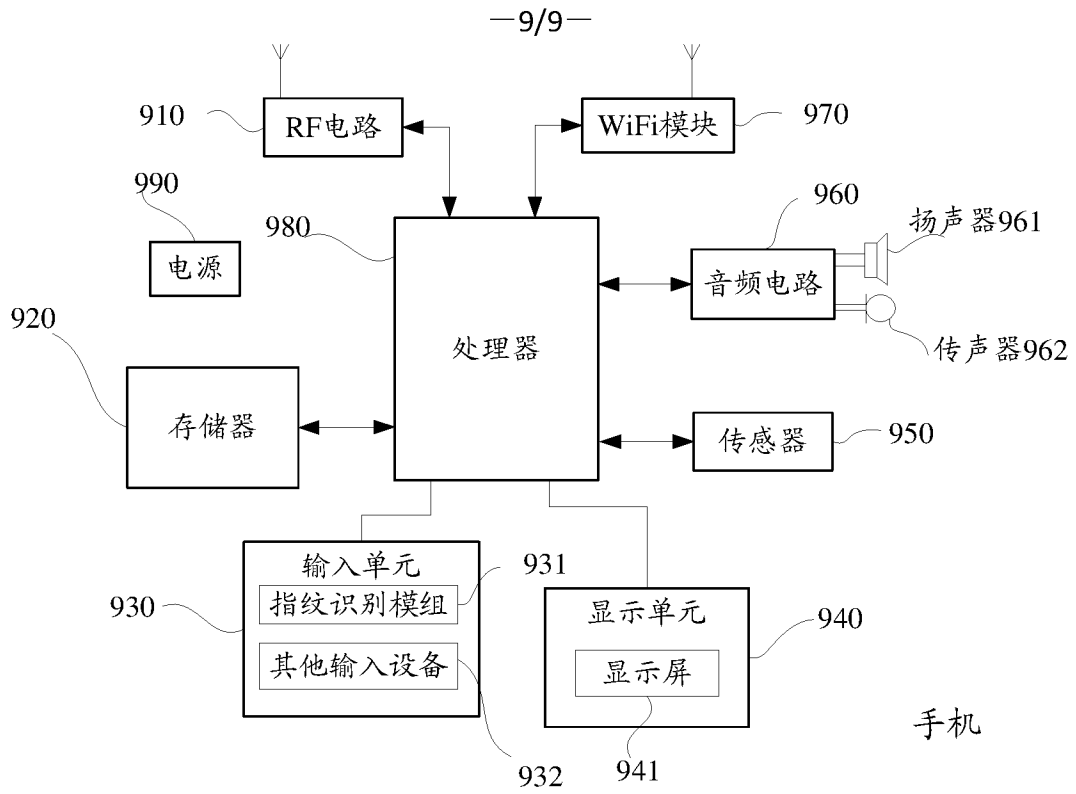 —9/9—
910
RF电路
WiFi模块
970
990
980
960
扬声器961
电源
音频电路
920
处理器
传声器962
存储器
传感器
950
输入单元
931
930
指纹识别模组
显示单元
940
其他输入设备
显示屏
手机
932
941